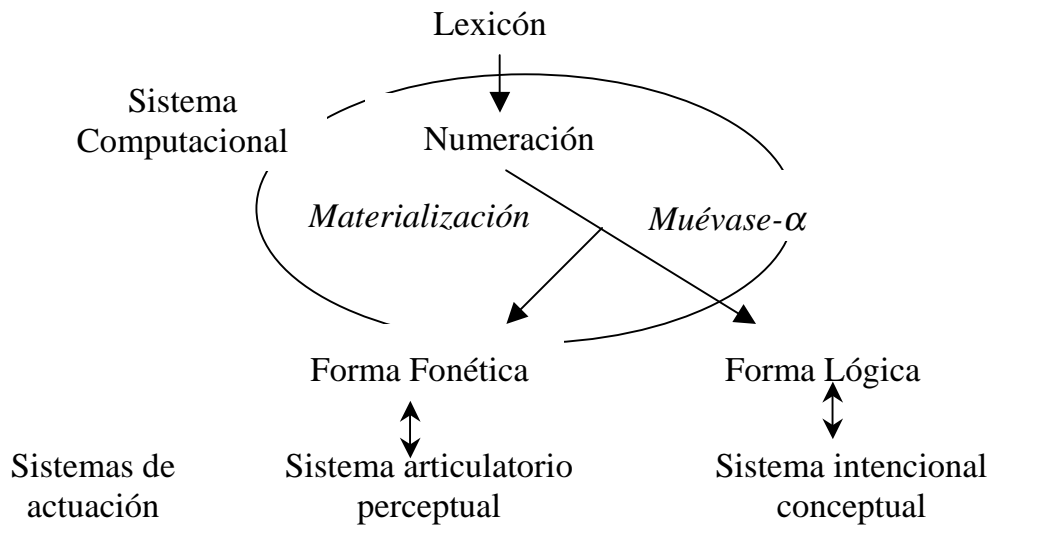 Lexicón
Sistema
Computacional
Numeración
Materialización
Muévase-α
Forma Fonética
Forma Lógica
Sistemas de
actuación
Sistema articulatorio
perceptual
Sistema intencional
conceptual